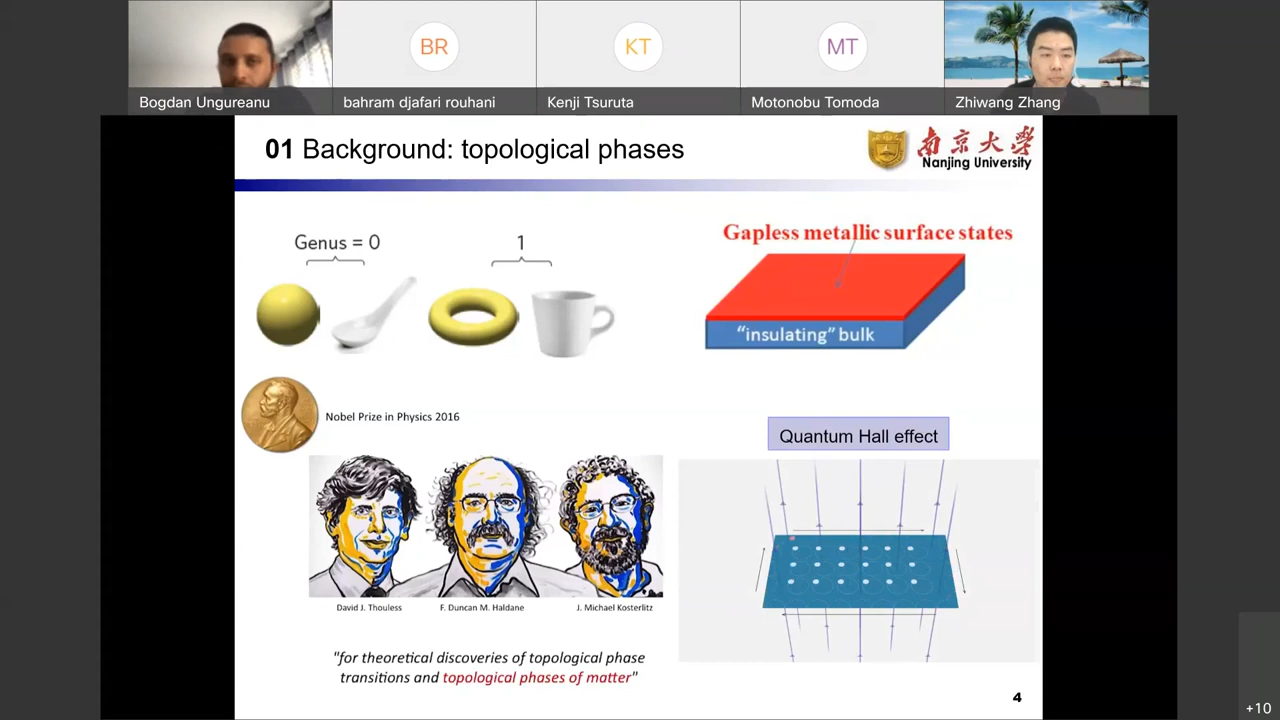 BR
KT
MT
Bogdan Ungureanu
bahram djafari rouhani
Kenji Tsuruta
Motonobu Tomoda
Zhiwang Zhang
01 Background: topological phases
南京大学
Nanjing University
Genus = 0
1
Gapless metallic surface states
"insulating" bulk
Nobel Prize in Physics 2016
Quantum Hall effect
David J. Thouless
F. Duncan M. Haldane
J. Michael Kosterlitz
"for theoretical discoveries of topological phase
transitions and topological phases of matter"
4
+10